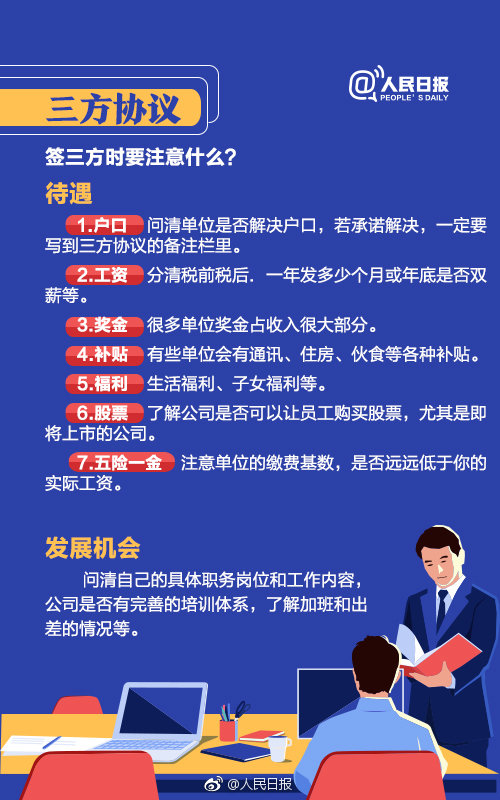 @人民日报
PEOPLE'S DAILY
三方协议
签三方时要注意什么?
待遇
1.户口 问清单位是否解决户口，若承诺解决，一定要
写到三方协议的备注栏里。
2.工资 分清税前税后．一年发多少个月或年底是否双
薪等。
3.奖金 很多单位奖金占收入很大部分。
4.补贴 有些单位会有通讯、住房、伙食等各种补贴。
5.福利 生活福利、子女福利等。
6.股票 了解公司是否可以让员工购买股票，尤其是即
将上市的公司。
7.五险一金 注意单位的缴费基数，是否远远低于你的
实际工资。
发展机会
问清自己的具体职务岗位和工作内容，
公司是否有完善的培训体系，了解加班和出
差的情况等。
@人民日报